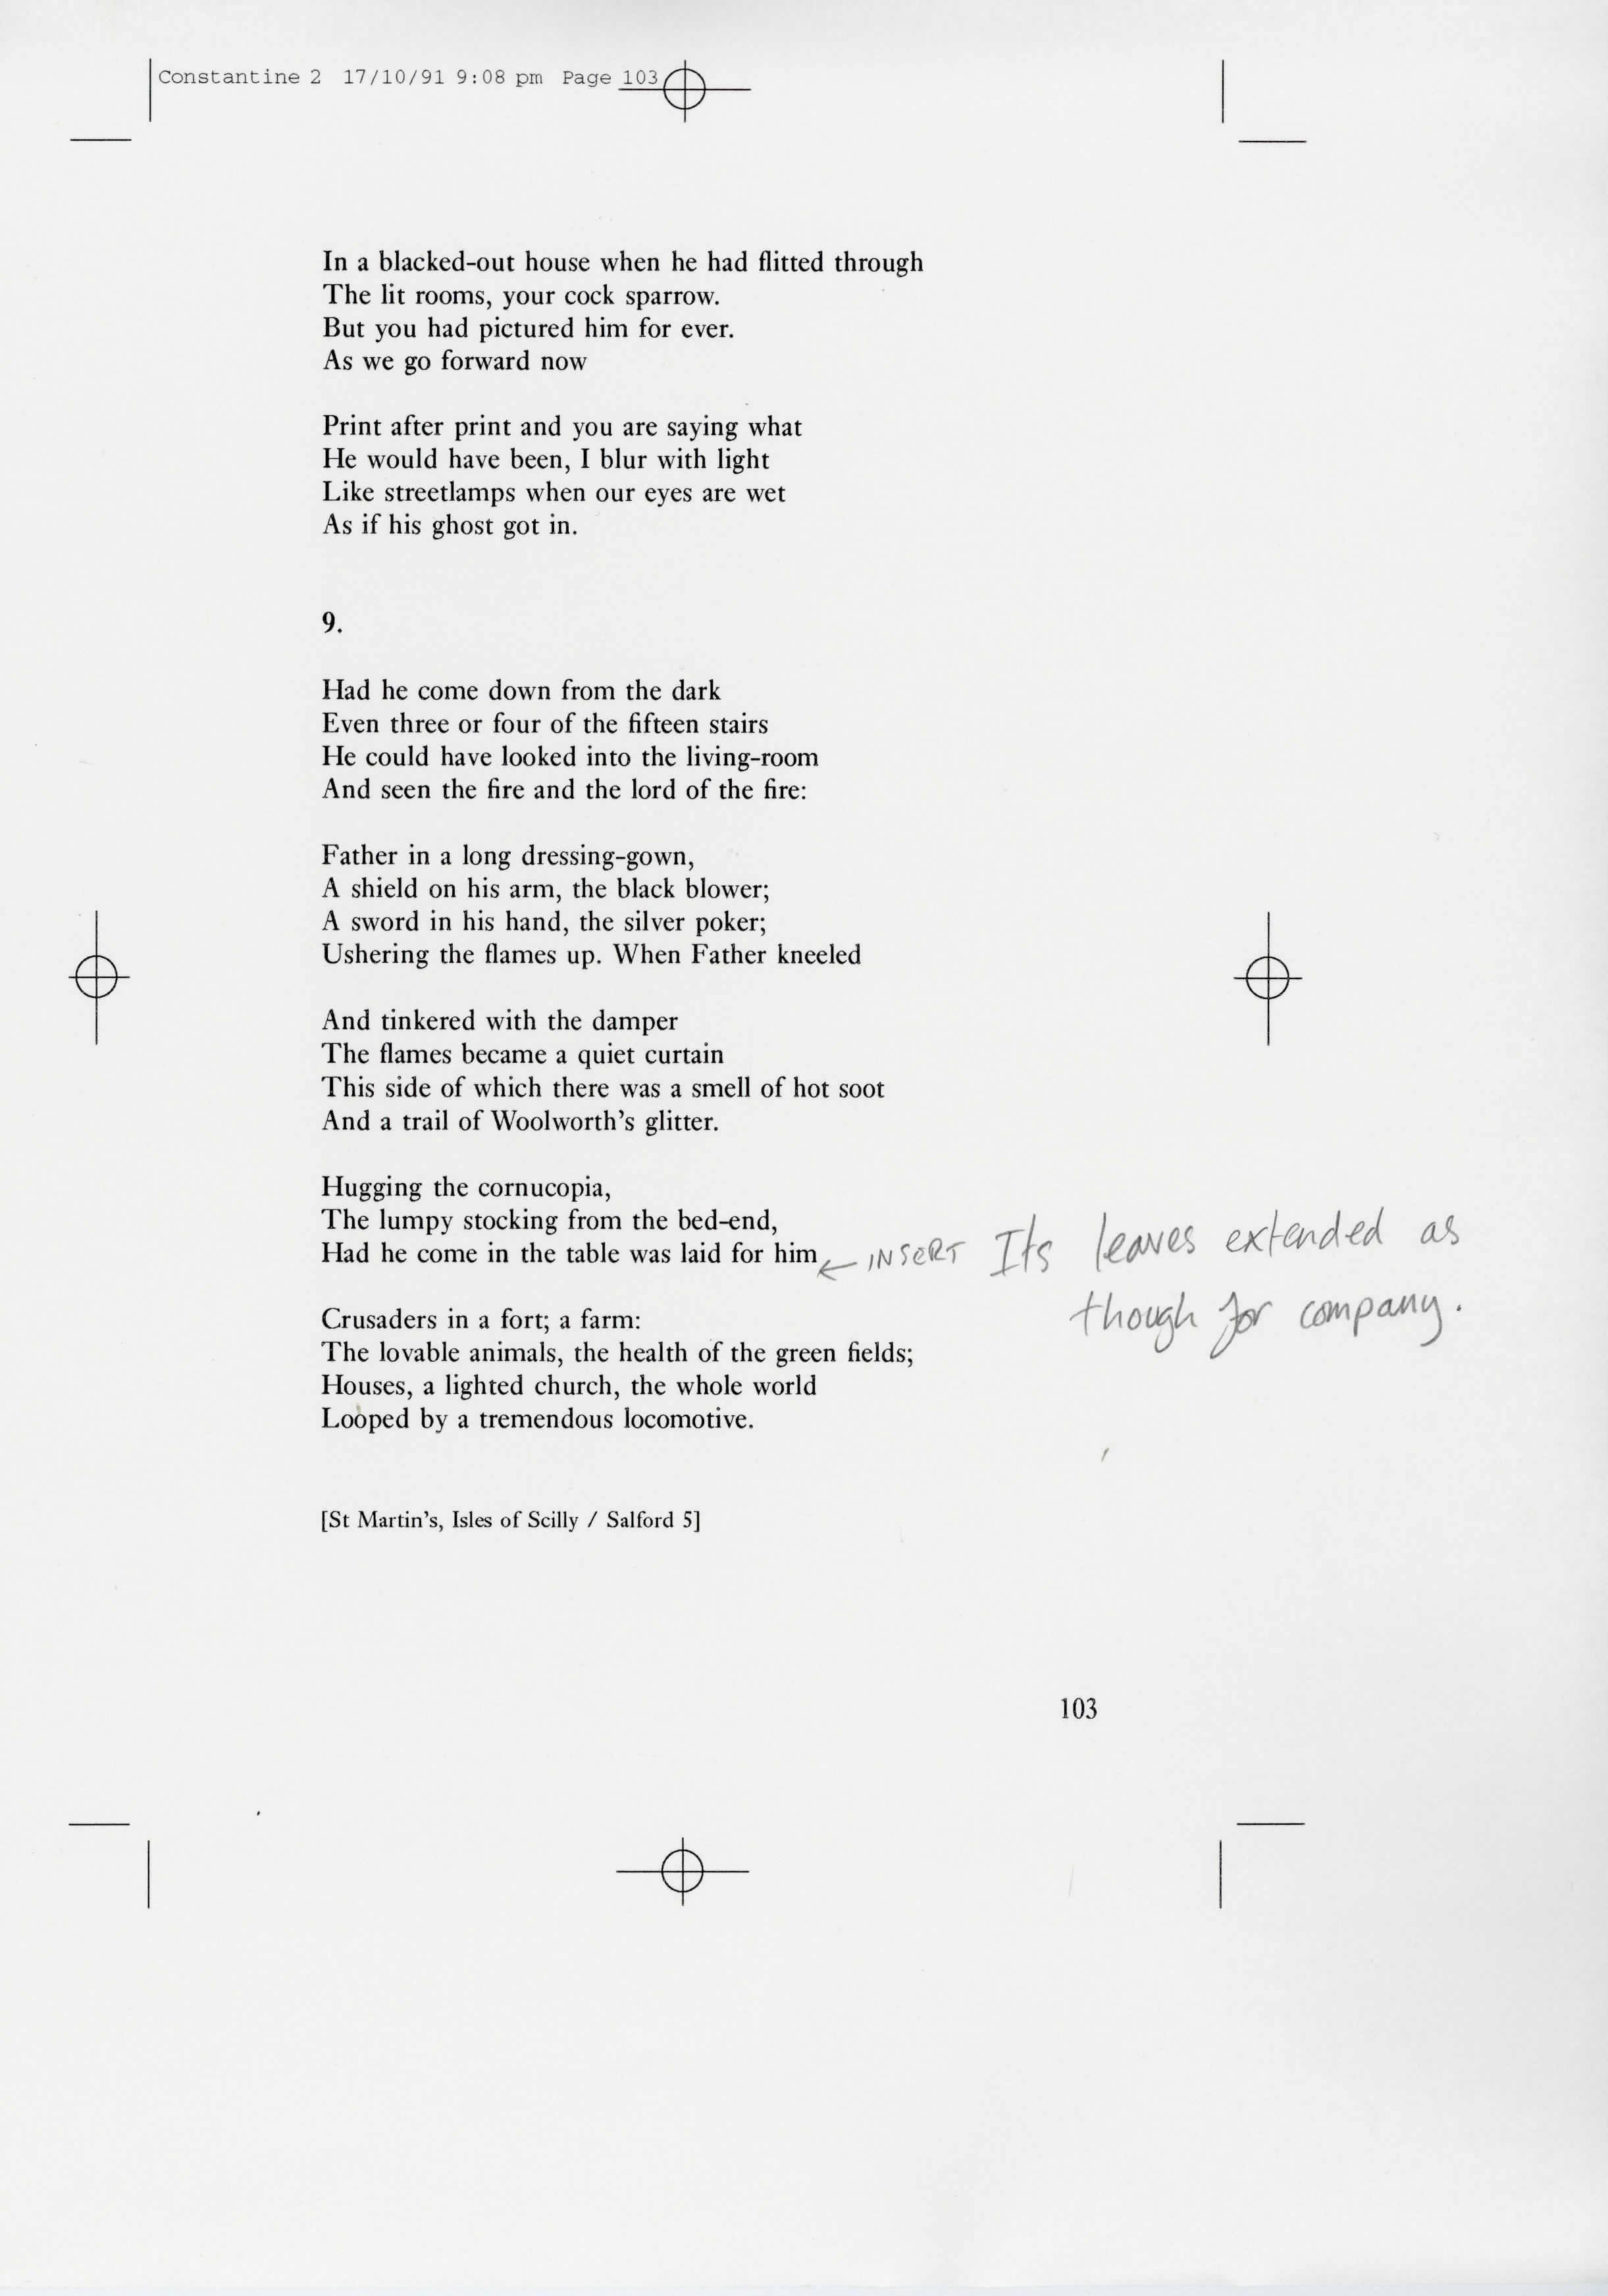 Constantine 2 17/10/91 9:08 pm Page 103
In a blacked-out house when he had flitted through
The lit rooms, your cock sparrow.
But you had pictured him for ever.
As we go forward now
Print after print and you are saying what
He would have been, I blur with light
Like streetlamps when our eyes are wet
As if his ghost got in.
9.
Had he come down from the dark
Even three or four of the fifteen stairs
He could have looked into the living-room
And seen the fire and the lord of the fire:
Father in a long dressing-gown,
A shield on his arm, the black blower;
A sword in his hand, the silver poker;
Ushering the flames up. When Father kneeled
And tinkered with the damper
The flames became a quiet curtain
This side of which there was a smell of hot soot
And a trail of Woolworth's glitter.
Hugging the cornucopia,
The lumpy stocking from the bed-end,
Had he come in the table was laid for him
INSERT Its leaves extended as
though for company.
Crusaders in a fort; a farm:
The lovable animals, the health of the green fields;
Houses, a lighted church, the whole world
Looped by a tremendous locomotive.
[St Martin's, Isles of Scilly / Salford 5]
103